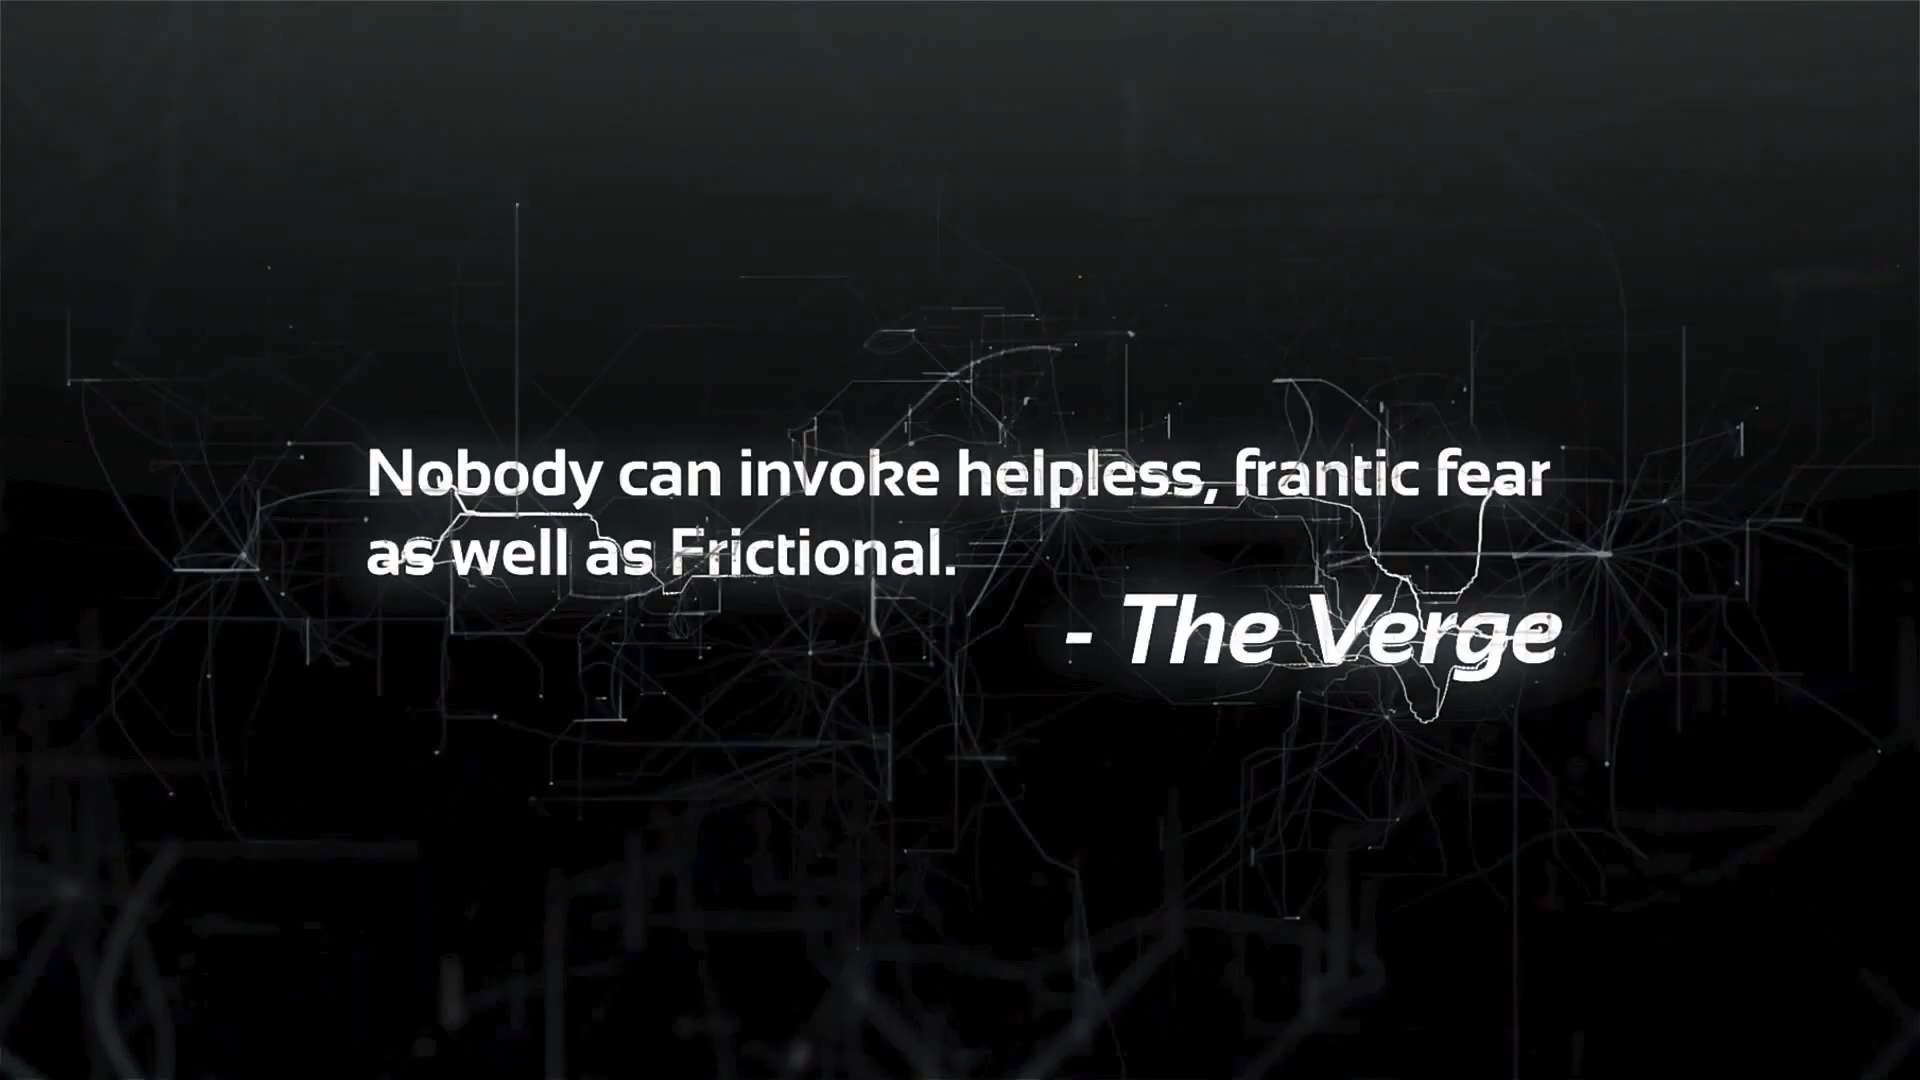 Nobody can invoke helpless, frantic fear
as well as Frictional.
- The Verge